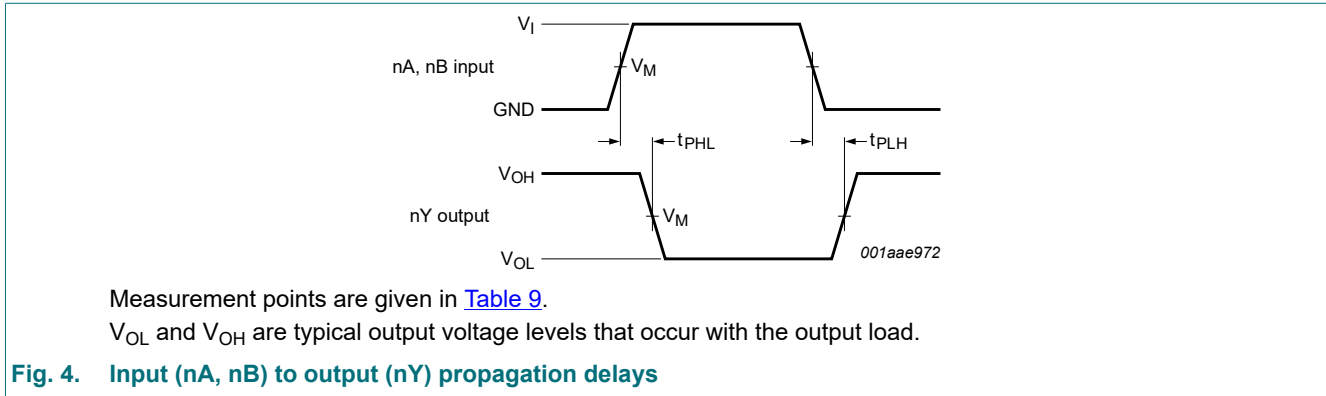 V_I
nA, nB input
V_M
GND
t_PHL
t_PLH
V_OH
nY output
V_M
V_OL
001aae972
Measurement points are given in Table 9.
V_OL and V_OH are typical output voltage levels that occur with the output load.
Fig. 4. Input (nA, nB) to output (nY) propagation delays